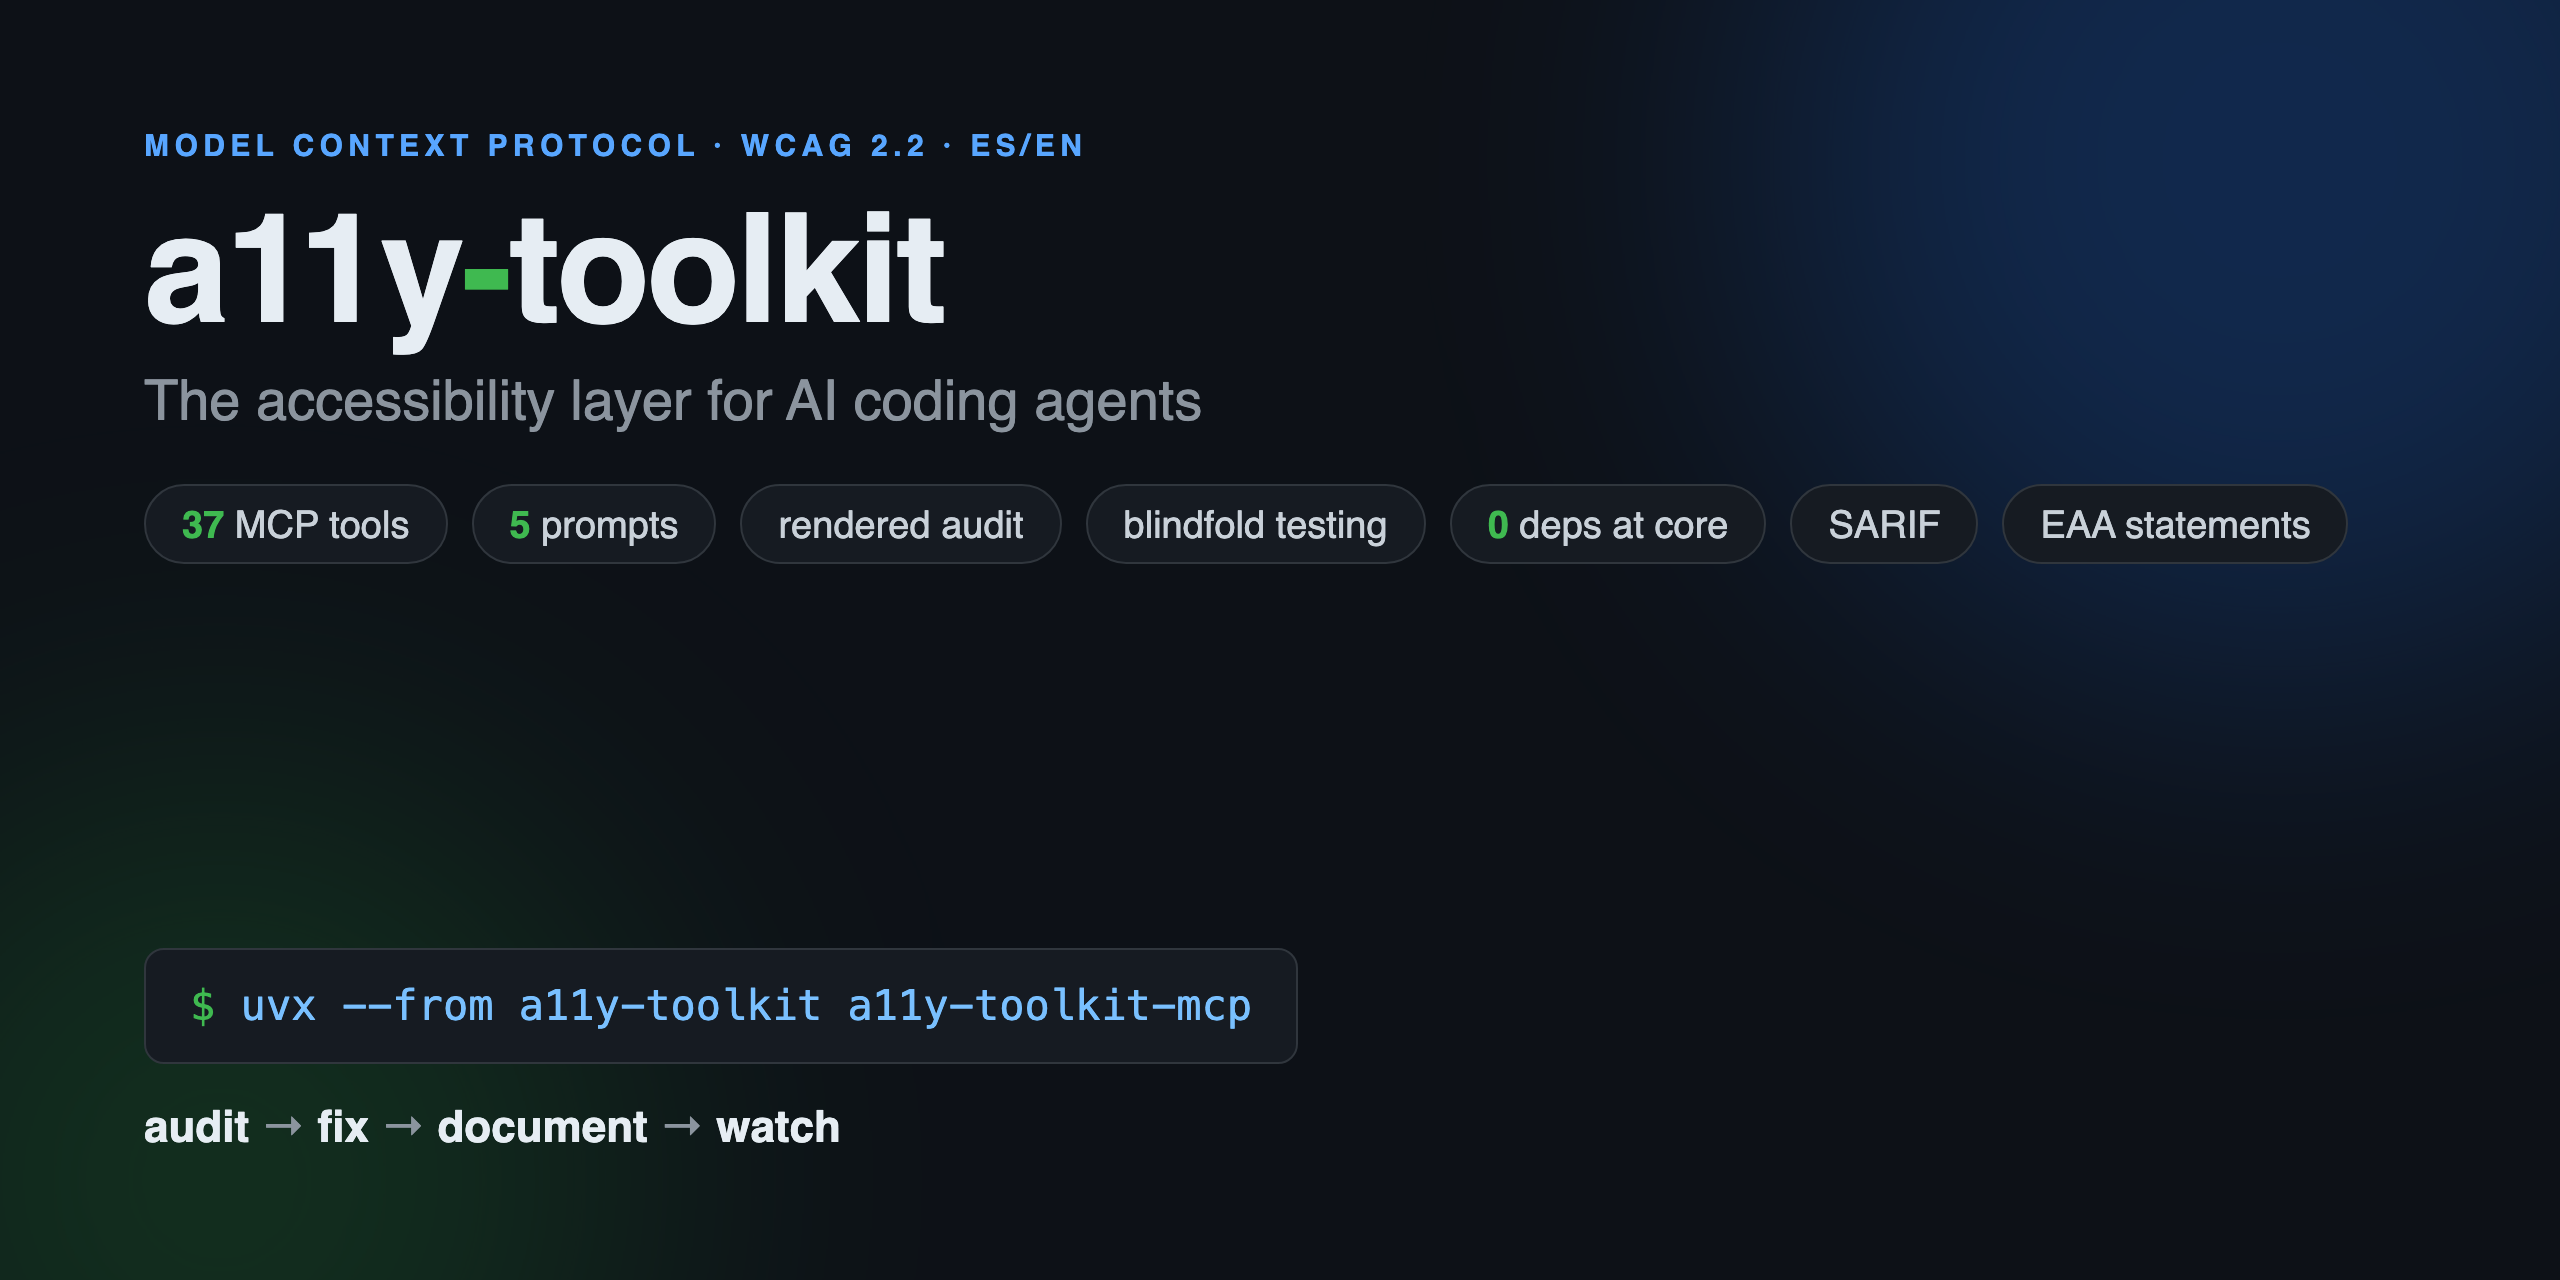 MODEL CONTEXT PROTOCOL · WCAG 2.2 · ES/EN
a11y-toolkit
The accessibility layer for AI coding agents
37 MCP tools 5 prompts rendered audit blindfold testing 0 deps at core SARIF EAA statements
$ uvx --from a11y-toolkit a11y-toolkit-mcp
audit → fix → document → watch